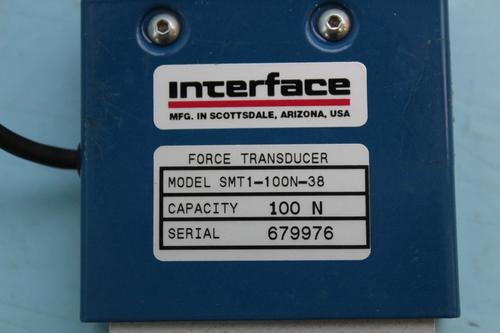 interface
MFG. IN SCOTTSDALE, ARIZONA, USA
FORCE TRANSDUCER
MODEL SMT1-100N-38
CAPACITY 100 N
SERIAL 679976